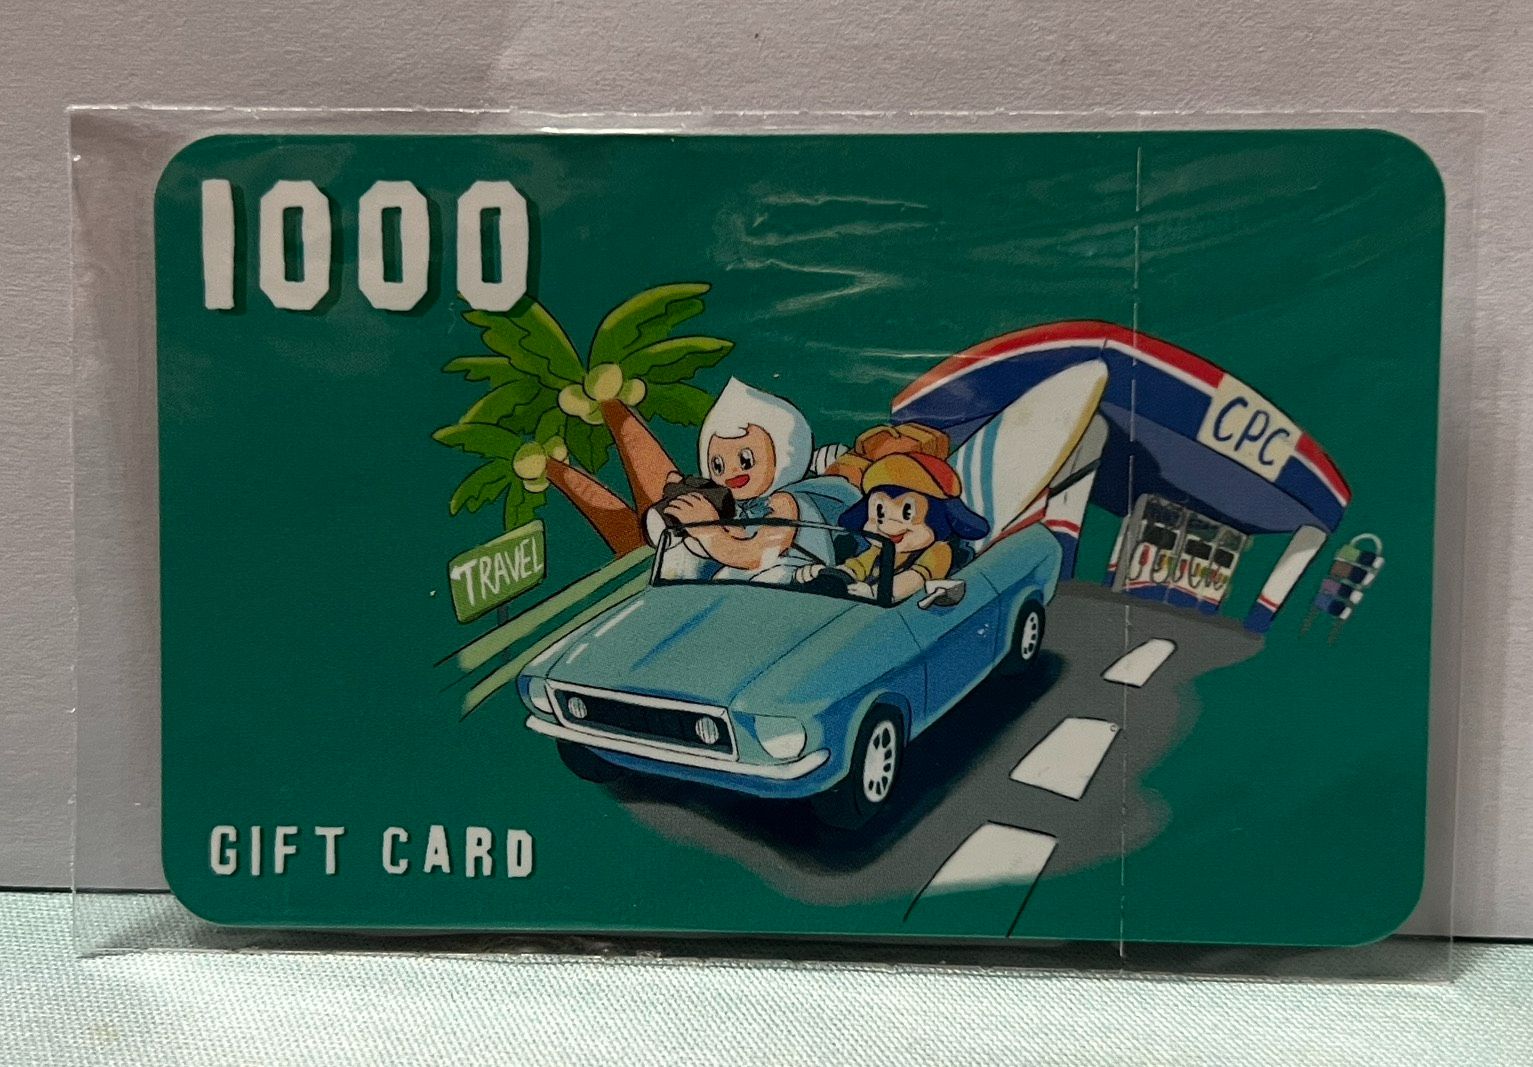 1000
TRAVEL
CPC
GIFT CARD